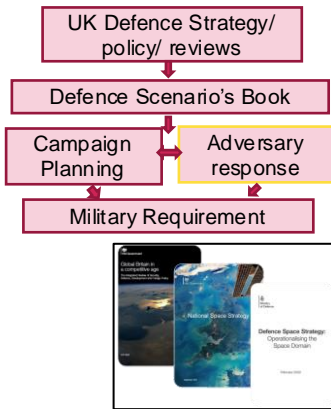 UK Defence Strategy/
policy/ reviews
Defence Scenario's Book
Campaign
Planning
Adversary
response
Military Requirement
Global Britain in
a competitive age
National Space Strategy
Defence Space Strategy:
Operationalising the
Space Domain